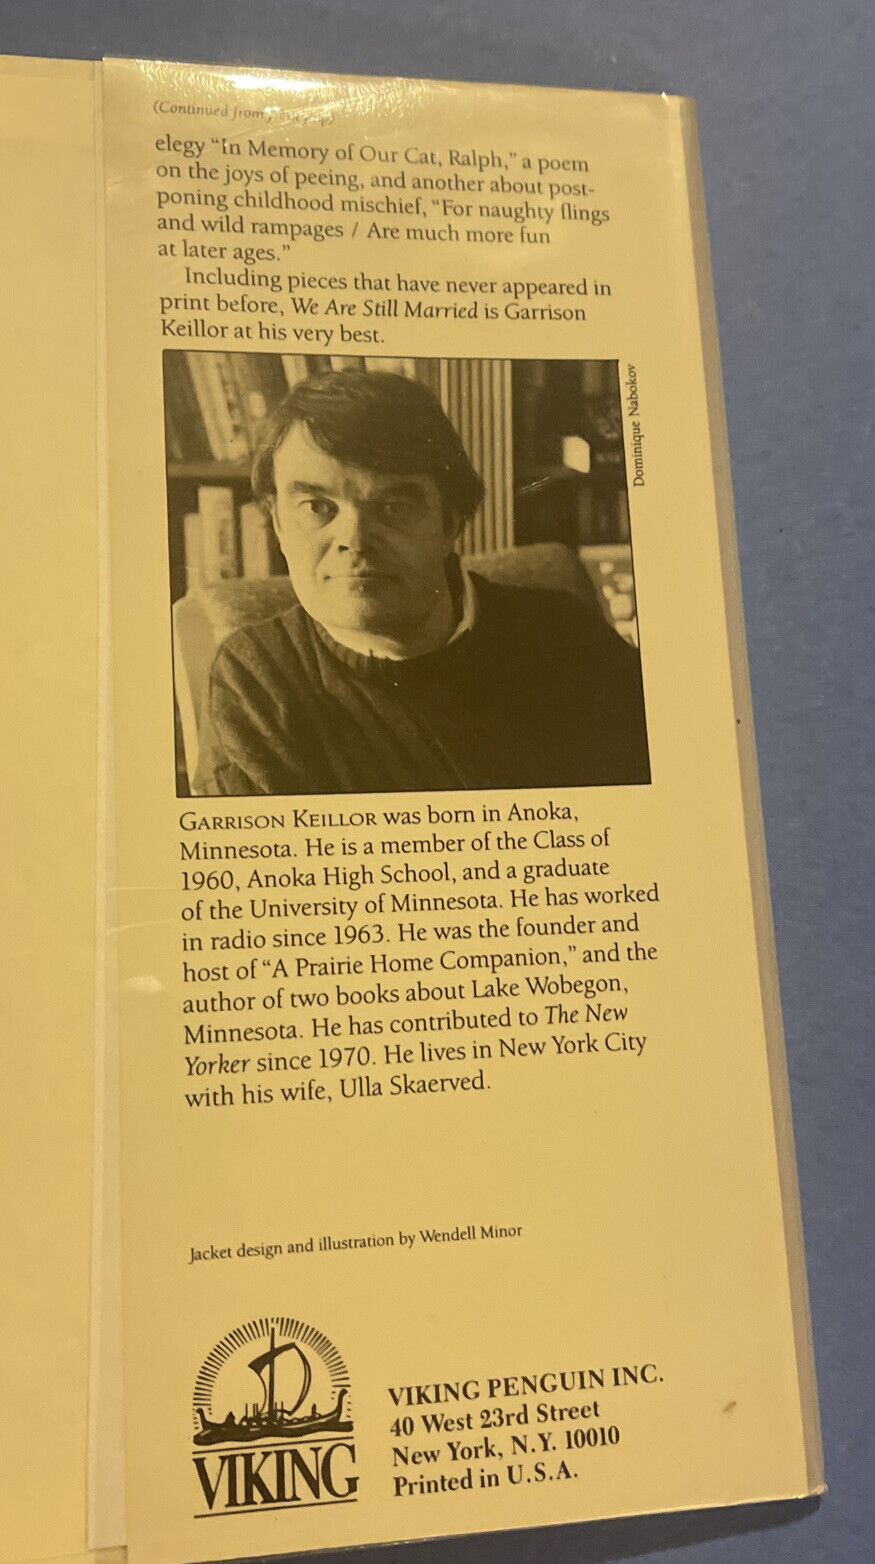 (Continued from
elegy “In Memory of Our Cat, Ralph,” a poem
on the joys of peeing, and another about post-
poning childhood mischief, “For naughty flings
and wild rampages / Are much more fun
at later ages.”
Including pieces that have never appeared in
print before, We Are Still Married is Garrison
Keillor at his very best.
Dominique Nabokov
GARRISON KEILLOR was born in Anoka,
Minnesota. He is a member of the Class of
1960, Anoka High School, and a graduate
of the University of Minnesota. He has worked
in radio since 1963. He was the founder and
host of “A Prairie Home Companion,” and the
author of two books about Lake Wobegon,
Minnesota. He has contributed to The New
Yorker since 1970. He lives in New York City
with his wife, Ulla Skaerved.
Jacket design and illustration by Wendell Minor
VIKING
VIKING PENGUIN INC.
40 West 23rd Street
New York, N.Y. 10010
Printed in U.S.A.